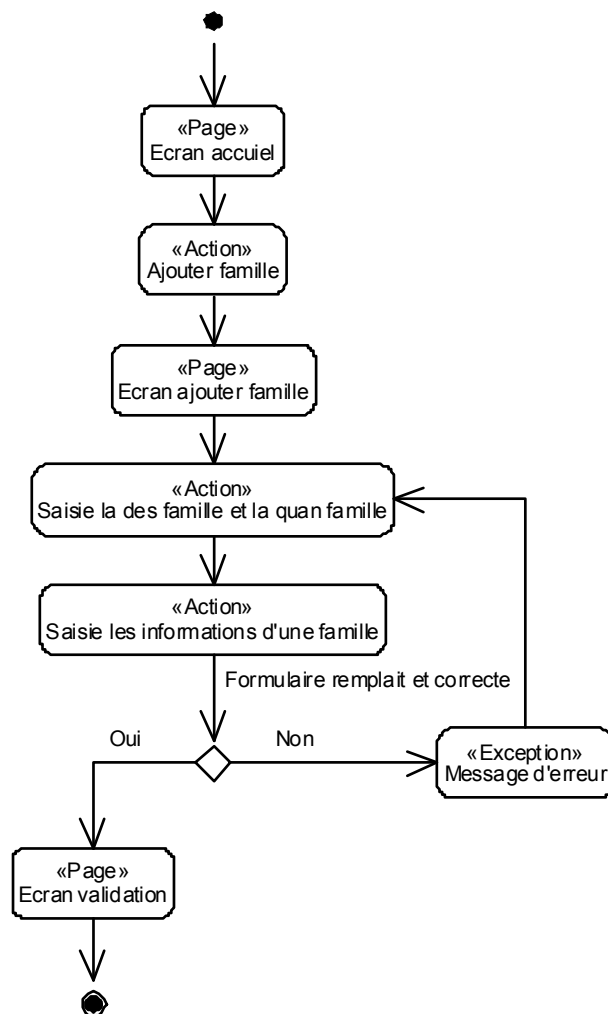 «Page»
Ecran accuiel
«Action»
Ajouter famille
«Page»
Ecran ajouter famille
«Action»
Saisie la des famille et la quan famille
«Action»
Saisie les informations d'une famille
Formulaire remplait et correcte
Oui
Non
«Exception»
Message d'erreur
«Page»
Ecran validation